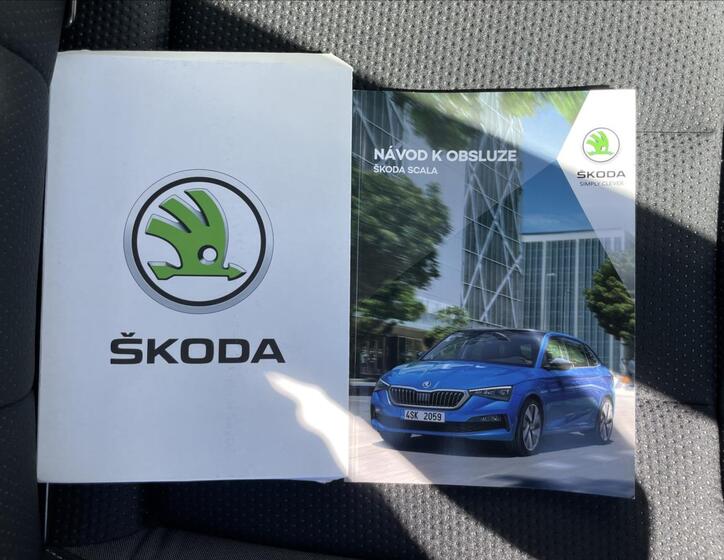 ŠKODA
NÁVOD K OBSLUZE
ŠKODA SCALA
ŠKODA
SIMPLY CLEVER
4SK 2059